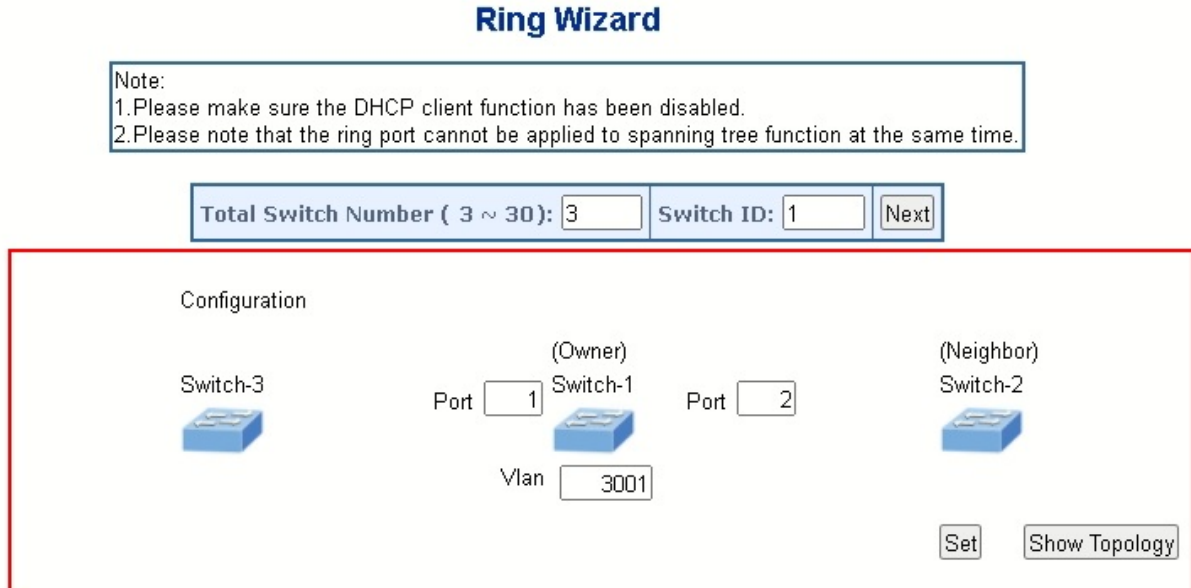 Ring Wizard
Note:
1.Please make sure the DHCP client function has been disabled.
2.Please note that the ring port cannot be applied to spanning tree function at the same time.
Total Switch Number ( 3 ~ 30): 3 Switch ID: 1 Next
Configuration
(Owner) (Neighbor)
Switch-3 Switch-1 Switch-2
Port 1 Port 2
Vlan 3001
Set Show Topology